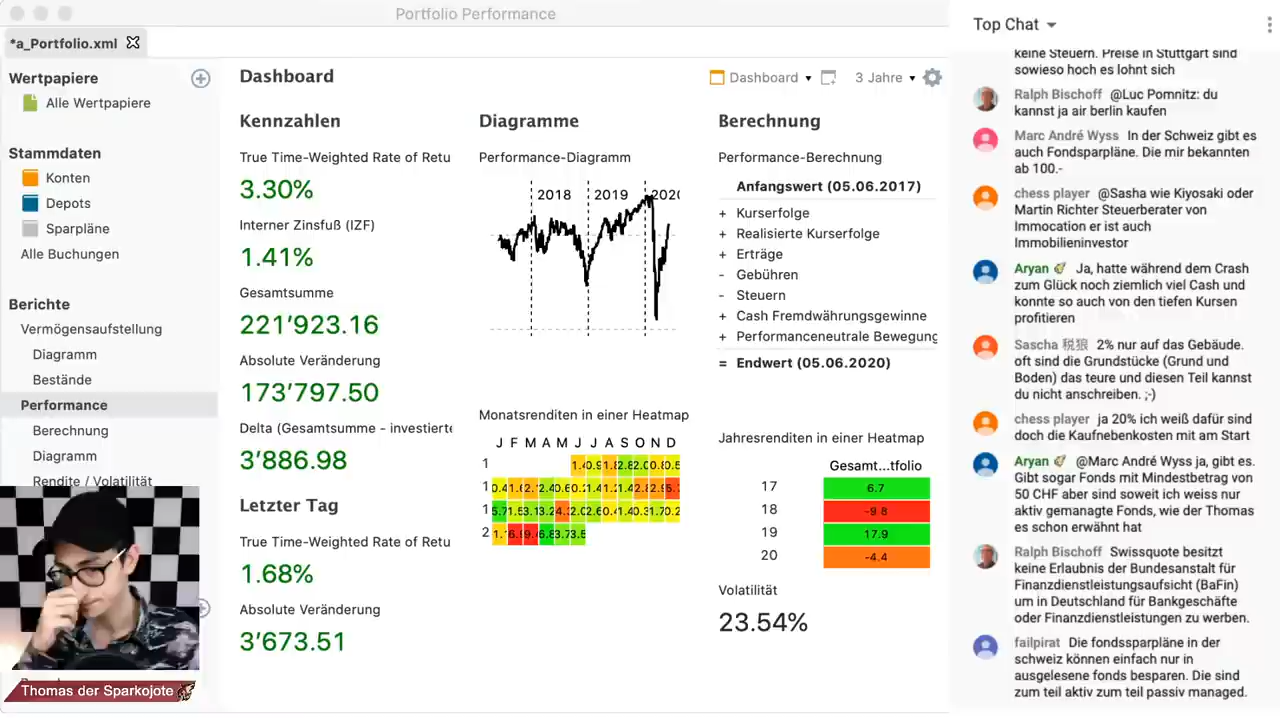 Portfolio Performance
*a_Portfolio.xml
Wertpapiere
Alle Wertpapiere
Stammdaten
Konten
Depots
Sparpläne
Alle Buchungen
Berichte
Vermögensaufstellung
Diagramm
Bestände
Performance
Berechnung
Diagramm
Rendite / Volatilität
Thomas der Sparkojote
Dashboard
Dashboard
3 Jahre
Kennzahlen
True Time-Weighted Rate of Retu
3.30%
Interner Zinsfuß (IZF)
1.41%
Gesamtsumme
221’923.16
Absolute Veränderung
173’797.50
Delta (Gesamtsumme - investierte
3’886.98
Letzter Tag
True Time-Weighted Rate of Retu
1.68%
Absolute Veränderung
3’673.51
Diagramme
Performance-Diagramm
2018 2019 2020
Monatsrenditen in einer Heatmap
J F M A M J J A S O N D
Berechnung
Performance-Berechnung
Anfangswert (05.06.2017)
+ Kurserfolge
+ Realisierte Kurserfolge
+ Erträge
- Gebühren
- Steuern
+ Cash Fremdwährungsgewinne
+ Performanceneutrale Bewegung
= Endwert (05.06.2020)
Jahresrenditen in einer Heatmap
Gesamt...tfolio
17 6.7
18 -9.8
19 17.9
20 -4.4
Volatilität
23.54%
Top Chat
keine Steuern. Preise in Stuttgart sind
sowieso hoch es lohnt sich
Ralph Bischoff @Luc Pomnitz: du
kannst ja air berlin kaufen
Marc André Wyss In der Schweiz gibt es
auch Fondsparpläne. Die mir bekannten
ab 100.-
chess player @Sasha wie Kiyosaki oder
Martin Richter Steuerberater von
Immocation er ist auch
Immobilieninvestor
Aryan Ja, hatte während dem Crash
zum Glück noch ziemlich viel Cash und
konnte so auch von den tiefen Kursen
profitieren
Sascha 税狼 2% nur auf das Gebäude.
oft sind die Grundstücke (Grund und
Boden) das teure und diesen Teil kannst
du nicht anschreiben. ;-)
chess player ja 20% ich weiß dafür sind
doch die Kaufnebenkosten mit am Start
Aryan @Marc André Wyss ja, gibt es.
Gibt sogar Fonds mit Mindestbetrag von
50 CHF aber sind soweit ich weiss nur
aktiv gemanagte Fonds, wie der Thomas
es schon erwähnt hat
Ralph Bischoff Swissquote besitzt
keine Erlaubnis der Bundesanstalt für
Finanzdienstleistungsaufsicht (BaFin)
um in Deutschland für Bankgeschäfte
oder Finanzdienstleistungen zu werben.
failpirat Die fondssparpläne in der
schweiz können einfach nur in
ausgelesene fonds besparen. Die sind
zum teil aktiv zum teil passiv managed.